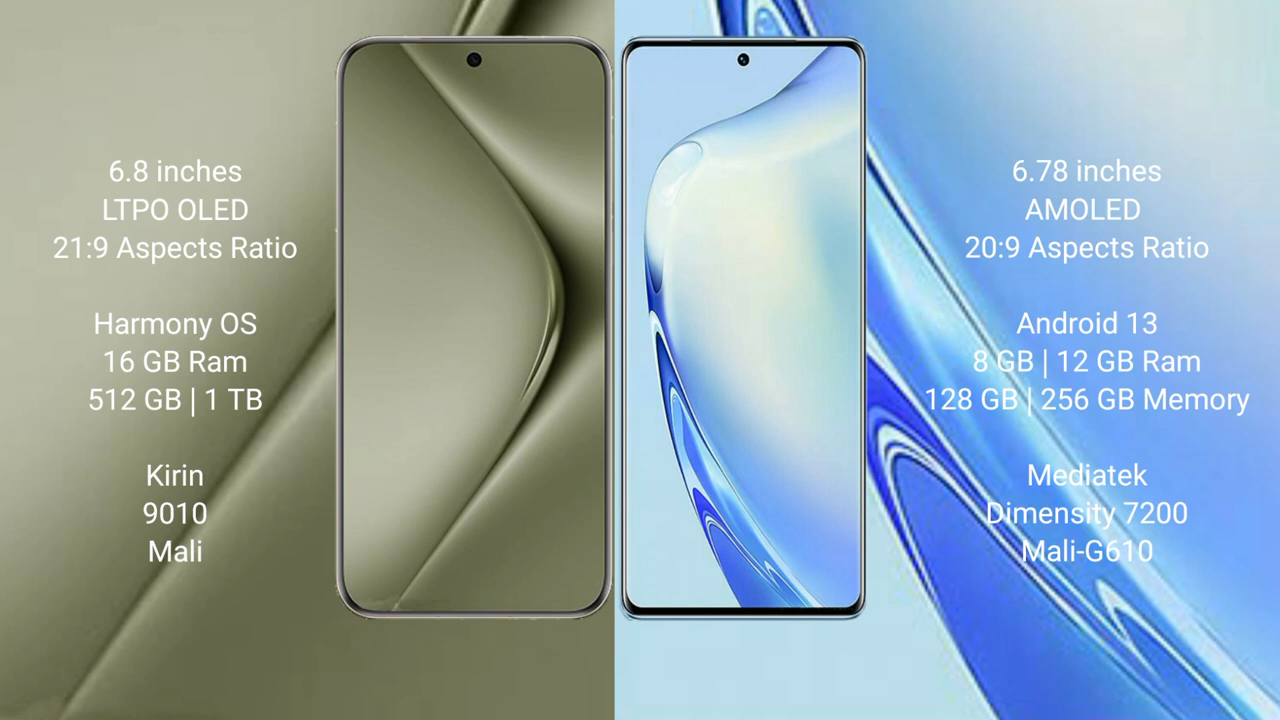 6.8 inches
LTPO OLED
21:9 Aspects Ratio
Harmony OS
16 GB Ram
512 GB | 1 TB
Kirin
9010
Mali
6.78 inches
AMOLED
20:9 Aspects Ratio
Android 13
8 GB | 12 GB Ram
128 GB | 256 GB Memory
Mediatek
Dimensity 7200
Mali-G610